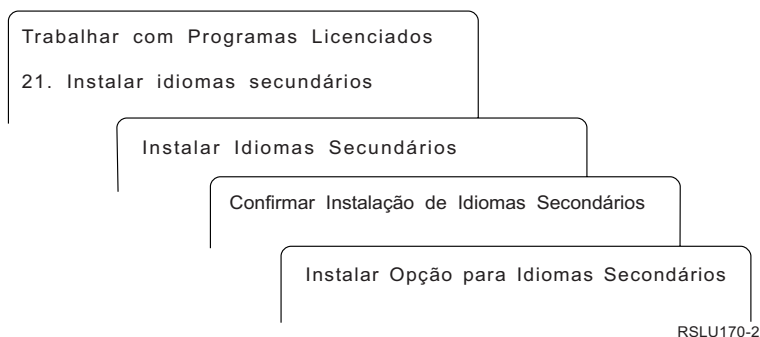 Trabalhar com Programas Licenciados
21. Instalar idiomas secundários
Instalar Idiomas Secundários
Confirmar Instalação de Idiomas Secondários
Instalar Opção para Idiomas Secondários
RSLU170-2